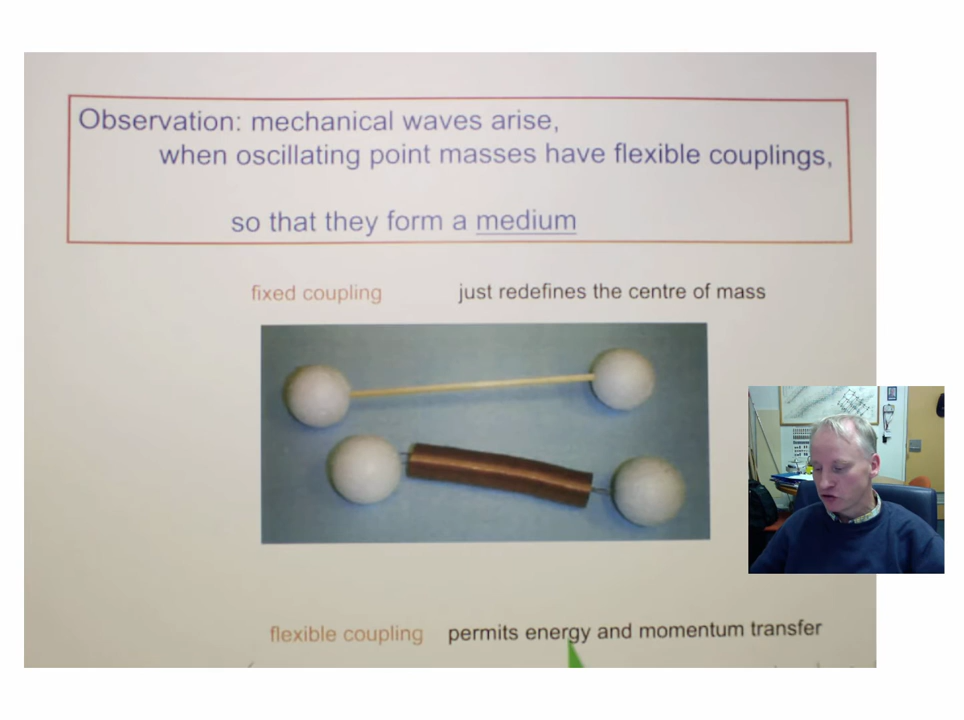 Observation: mechanical waves arise,
when oscillating point masses have flexible couplings,
so that they form a medium
fixed coupling just redefines the centre of mass
flexible coupling permits energy and momentum transfer